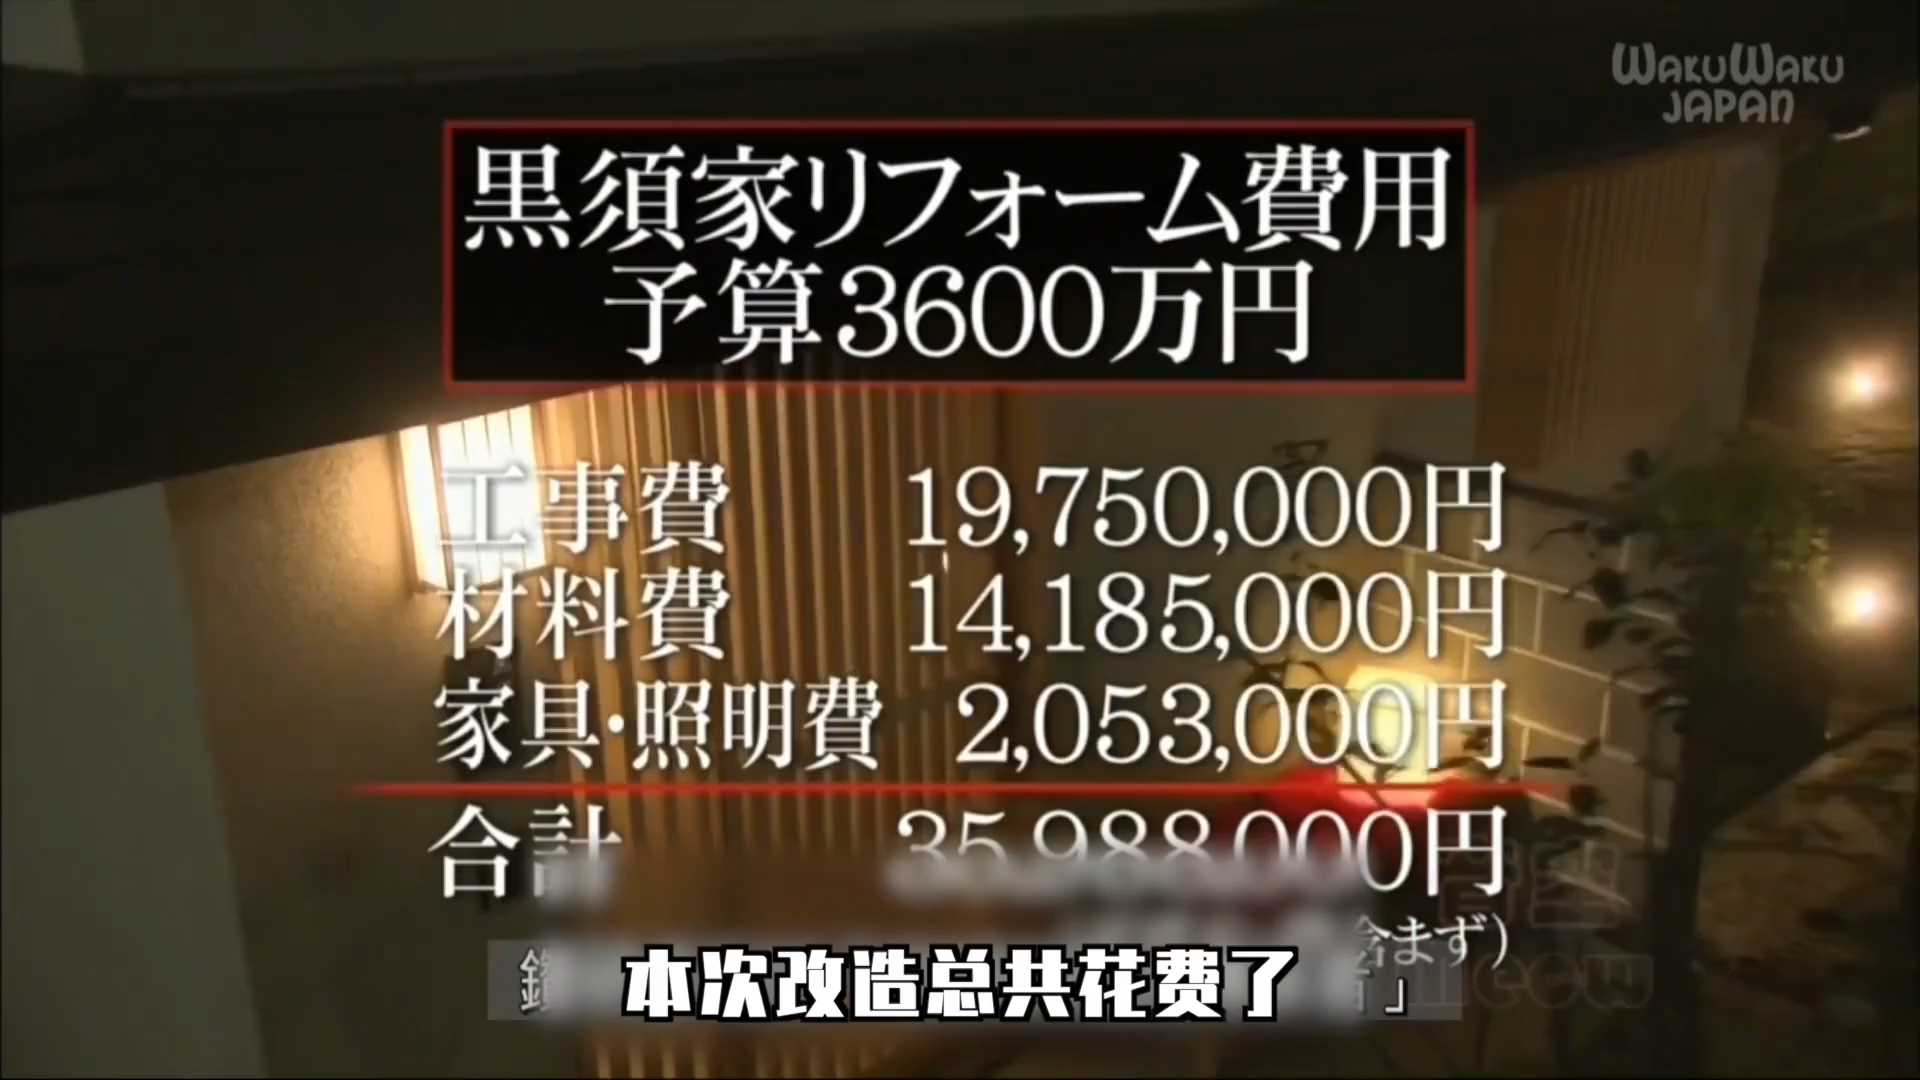 WAKUWAKU
JAPAN
黒須家リフォーム費用
予算3600万円
工事費 19,750,000円
材料費 14,185,000円
家具・照明費 2,053,000円
合計 35,988,000円
含まず)
本次改造总共花费了